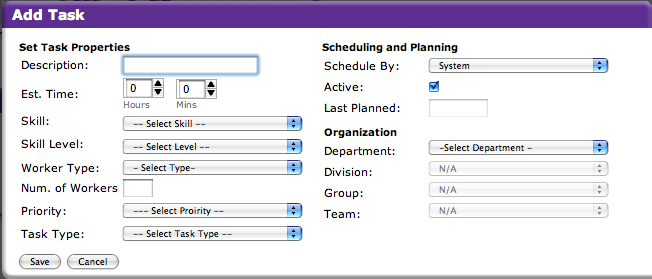 Add Task
Set Task Properties
Description:
Est. Time: 0 0
Hours Mins
Skill: -- Select Skill --
Skill Level: -- Select Level --
Worker Type: - Select Type-
Num. of Workers
Priority: --- Select Proirity --
Task Type: -- Select Task Type --
Save Cancel
Scheduling and Planning
Schedule By: System
Active:
Last Planned:
Organization
Department: -Select Department -
Division: N/A
Group: N/A
Team: N/A